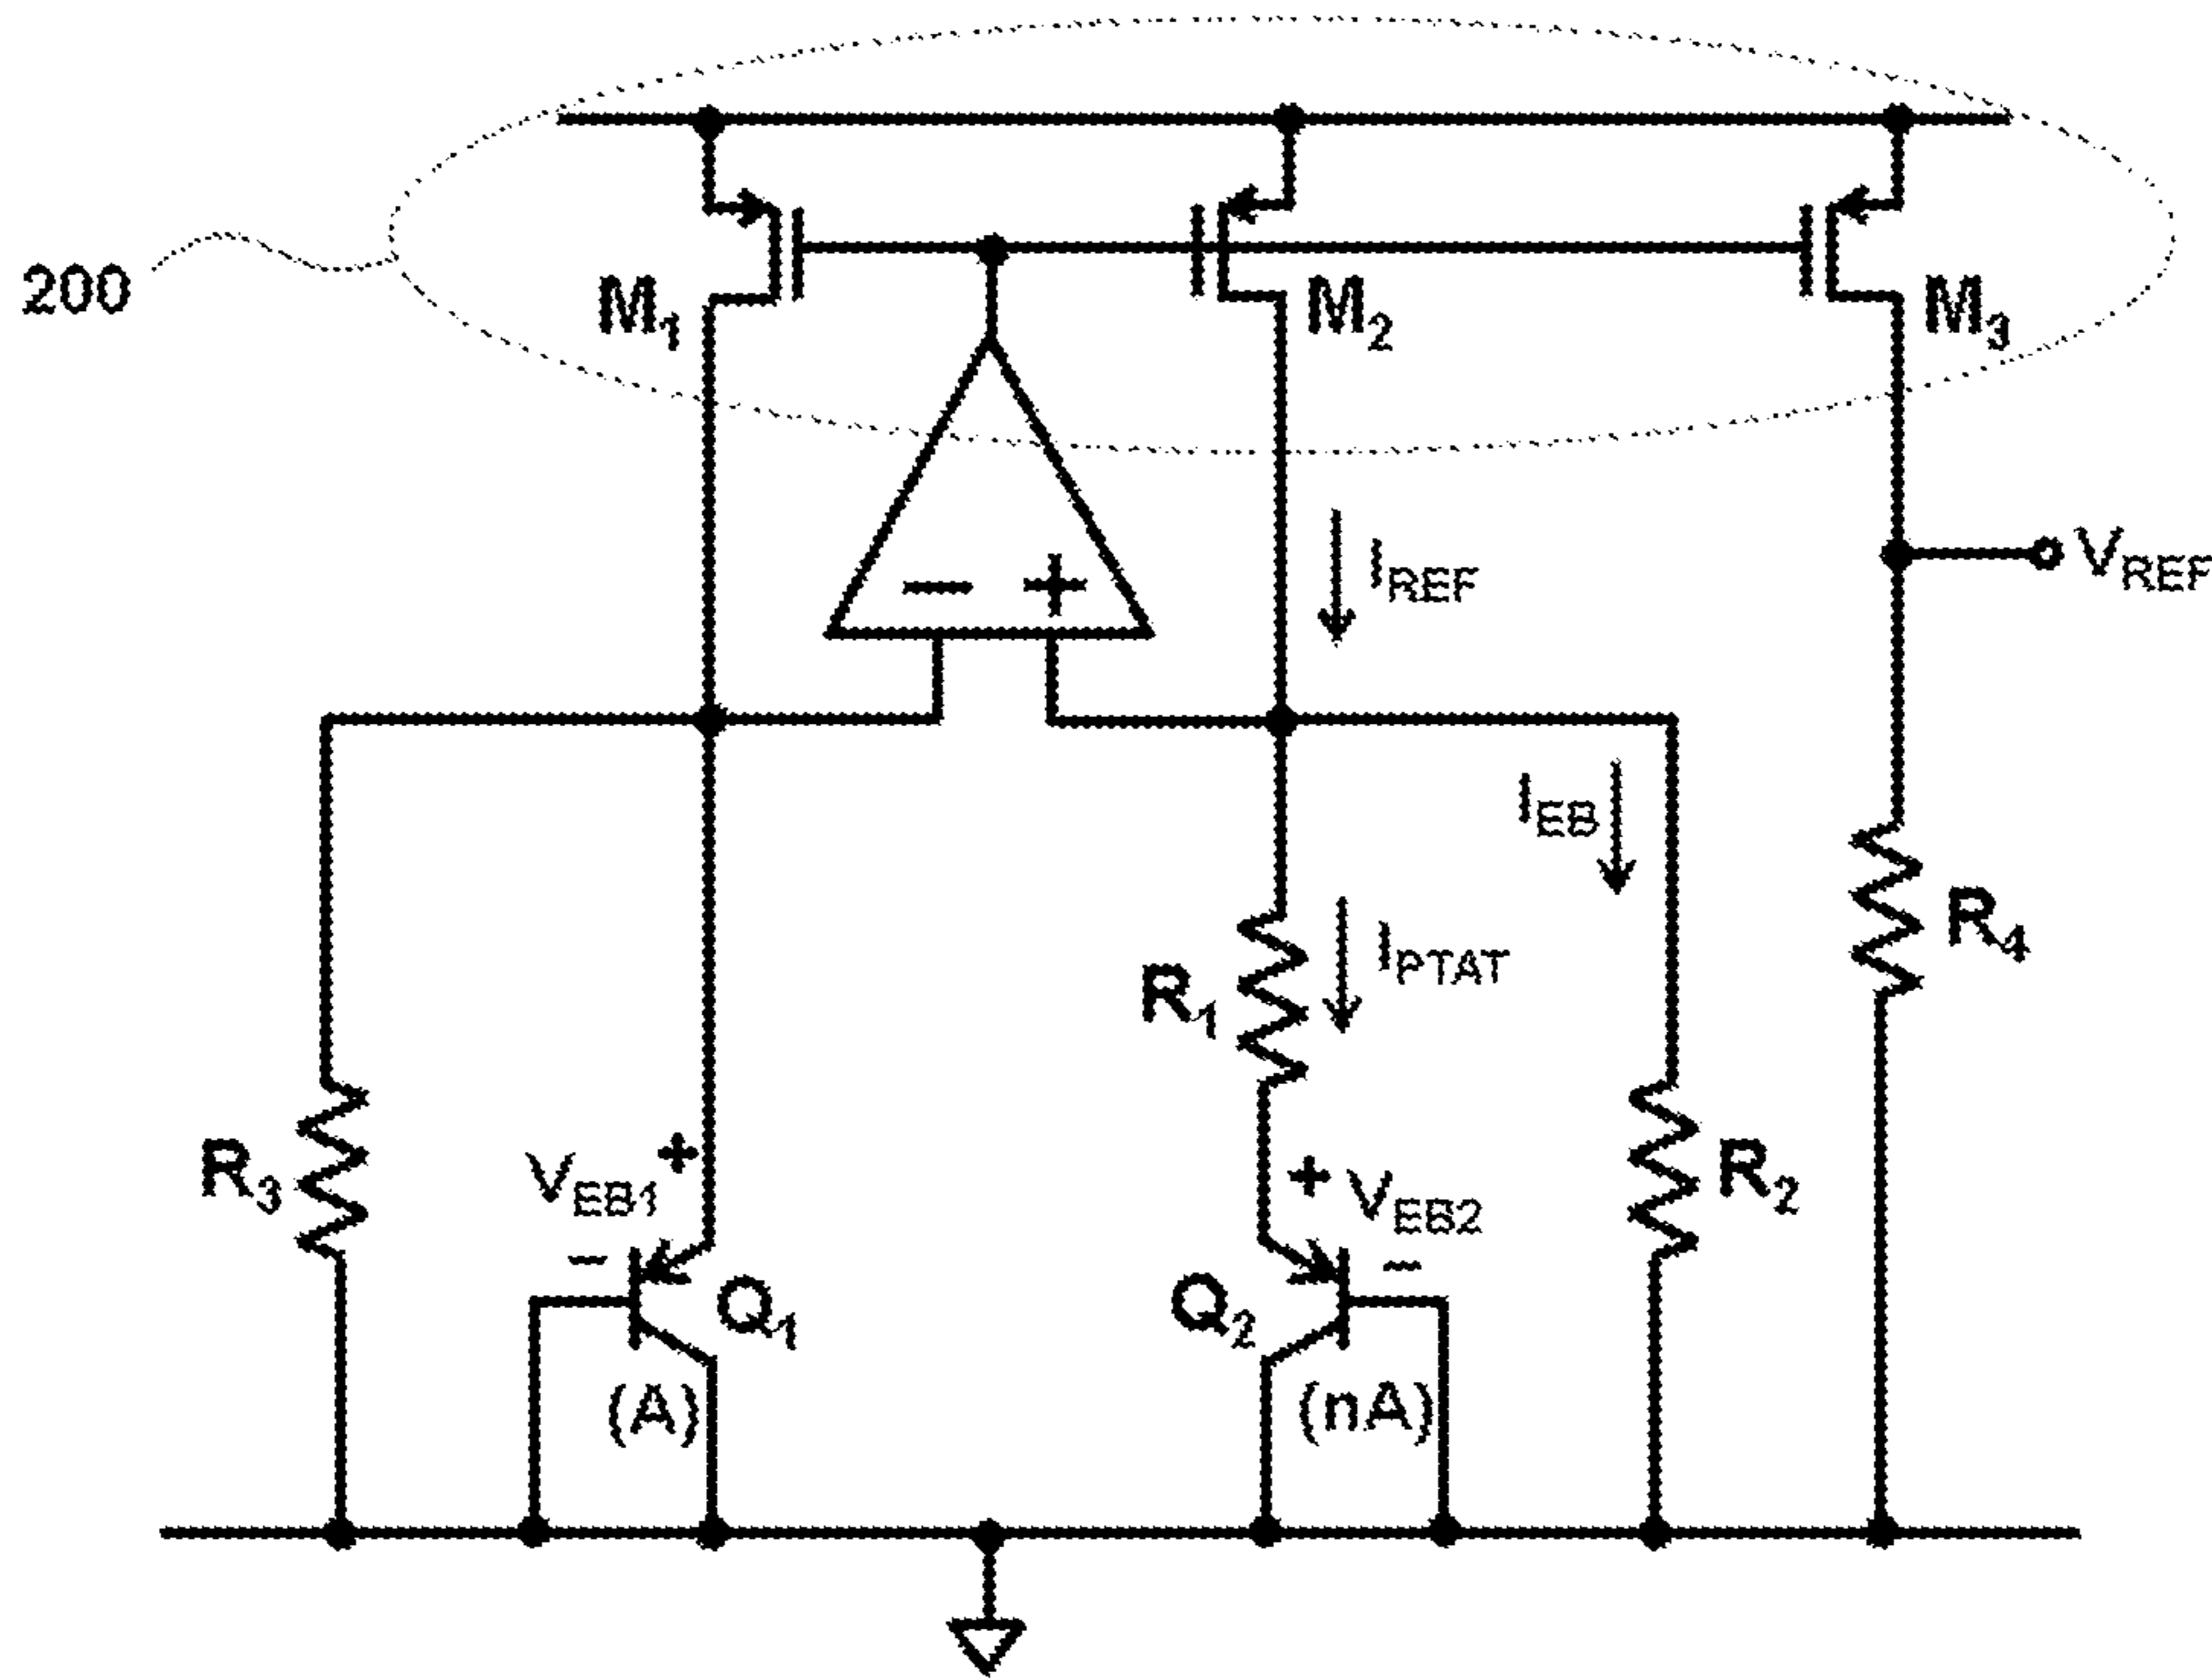 200
M1
M2
M3
− +
IREF
VREF
IEB
R1
IPTAT
R4
R3
VEB1 +
−
+ VEB2
−
R2
Q1
Q2
(A)
(nA)